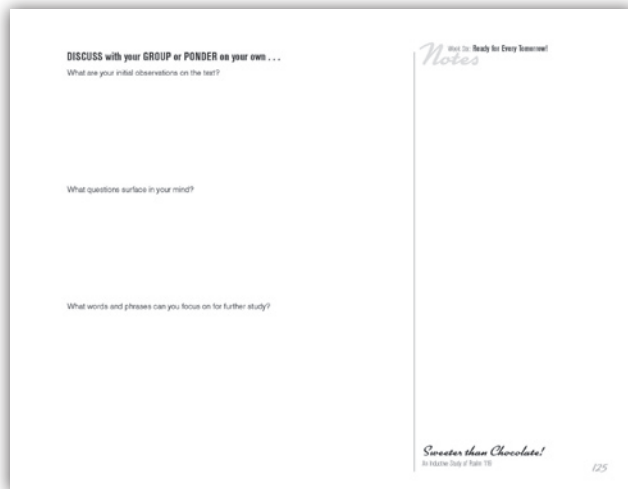 DISCUSS with your GROUP or PONDER on your own . . .
What are your initial observations on the text?
What questions surface in your mind?
What words and phrases can you focus on for further study?
Week Six: Ready for Every Tomorrow!
Notes
Sweeter than Chocolate!
An Inductive Study of Psalm 119
125